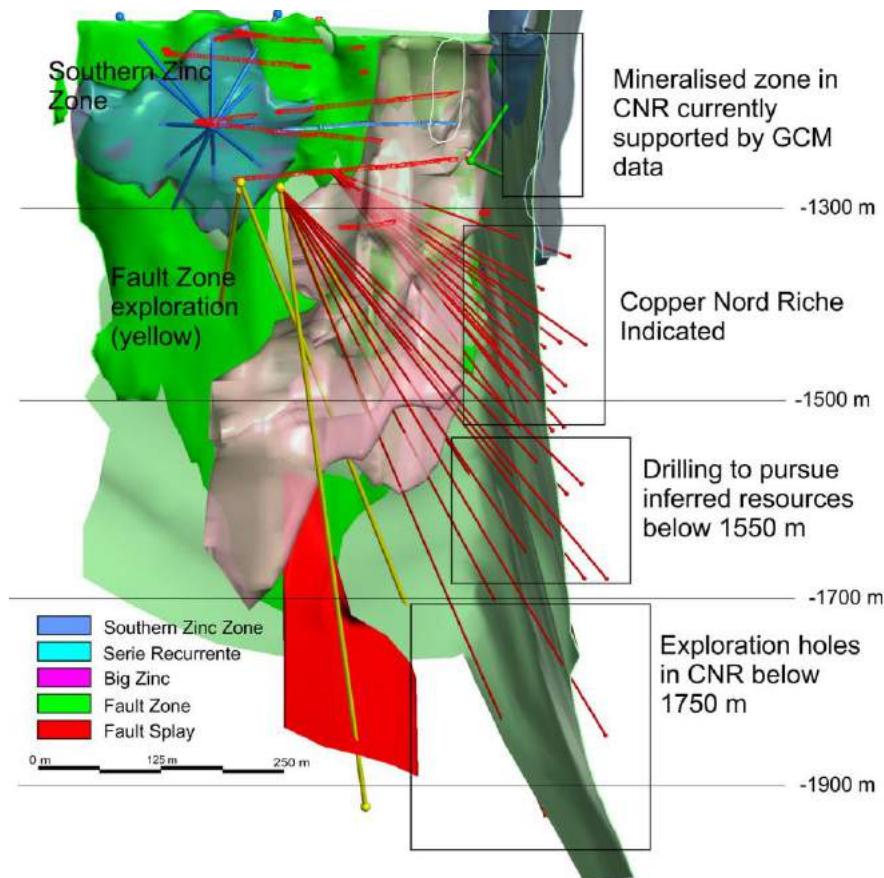 Southern Zinc
Zone
Mineralised zone in
CNR currently
supported by GCM
data
-1300 m
Fault Zone
exploration
(yellow)
Copper Nord Riche
Indicated
-1500 m
Drilling to pursue
inferred resources
below 1550 m
-1700 m
Southern Zinc Zone
Serie Recurrente
Big Zinc
Fault Zone
Fault Splay
Exploration holes
in CNR below
1750 m
0 m 125 m 250 m
-1900 m